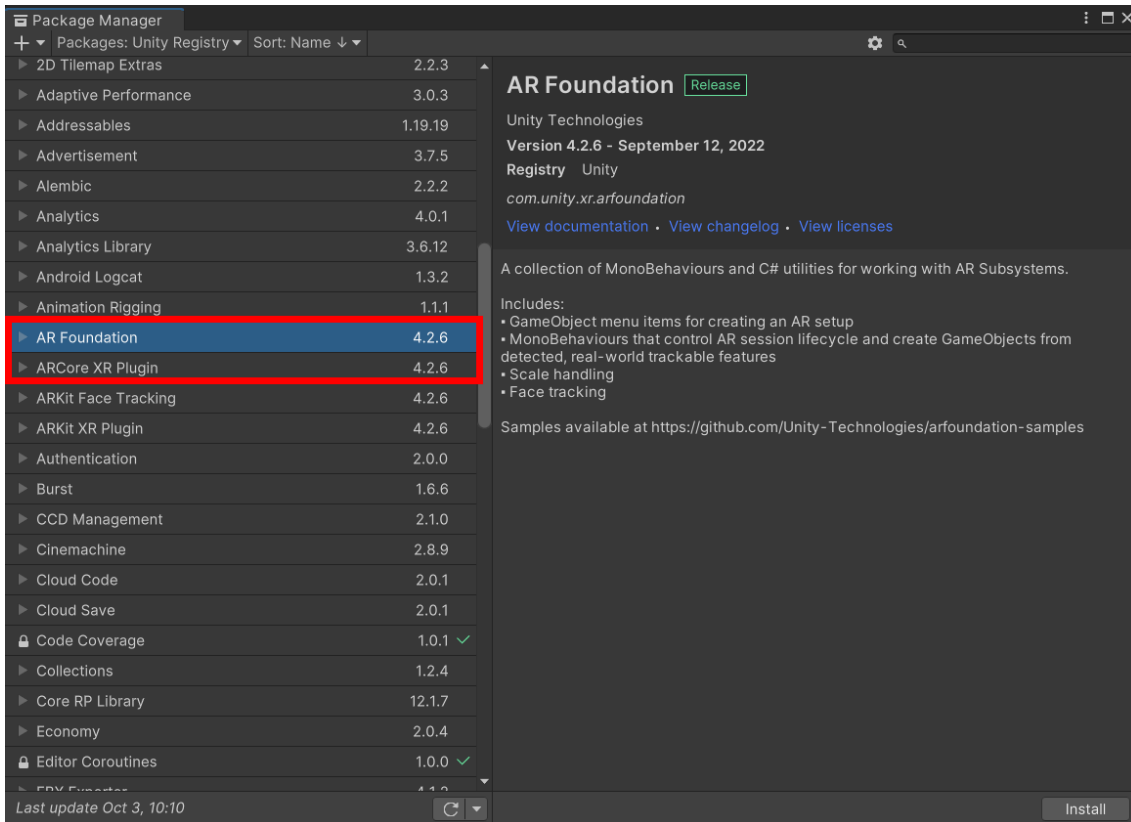 Package Manager
Packages: Unity Registry Sort: Name ↓
2D Tilemap Extras 2.2.3
Adaptive Performance 3.0.3
Addressables 1.19.19
Advertisement 3.7.5
Alembic 2.2.2
Analytics 4.0.1
Analytics Library 3.6.12
Android Logcat 1.3.2
Animation Rigging 1.1.1
AR Foundation 4.2.6
ARCore XR Plugin 4.2.6
ARKit Face Tracking 4.2.6
ARKit XR Plugin 4.2.6
Authentication 2.0.0
Burst 1.6.6
CCD Management 2.1.0
Cinemachine 2.8.9
Cloud Code 2.0.1
Cloud Save 2.0.1
Code Coverage 1.0.1
Collections 1.2.4
Core RP Library 12.1.7
Economy 2.0.4
Editor Coroutines 1.0.0
FBX Exporter
Last update Oct 3, 10:10
AR Foundation Release
Unity Technologies
Version 4.2.6 - September 12, 2022
Registry Unity
com.unity.xr.arfoundation
View documentation • View changelog • View licenses
A collection of MonoBehaviours and C# utilities for working with AR Subsystems.
Includes:
• GameObject menu items for creating an AR setup
• MonoBehaviours that control AR session lifecycle and create GameObjects from
detected, real-world trackable features
• Scale handling
• Face tracking
Samples available at https://github.com/Unity-Technologies/arfoundation-samples
Install